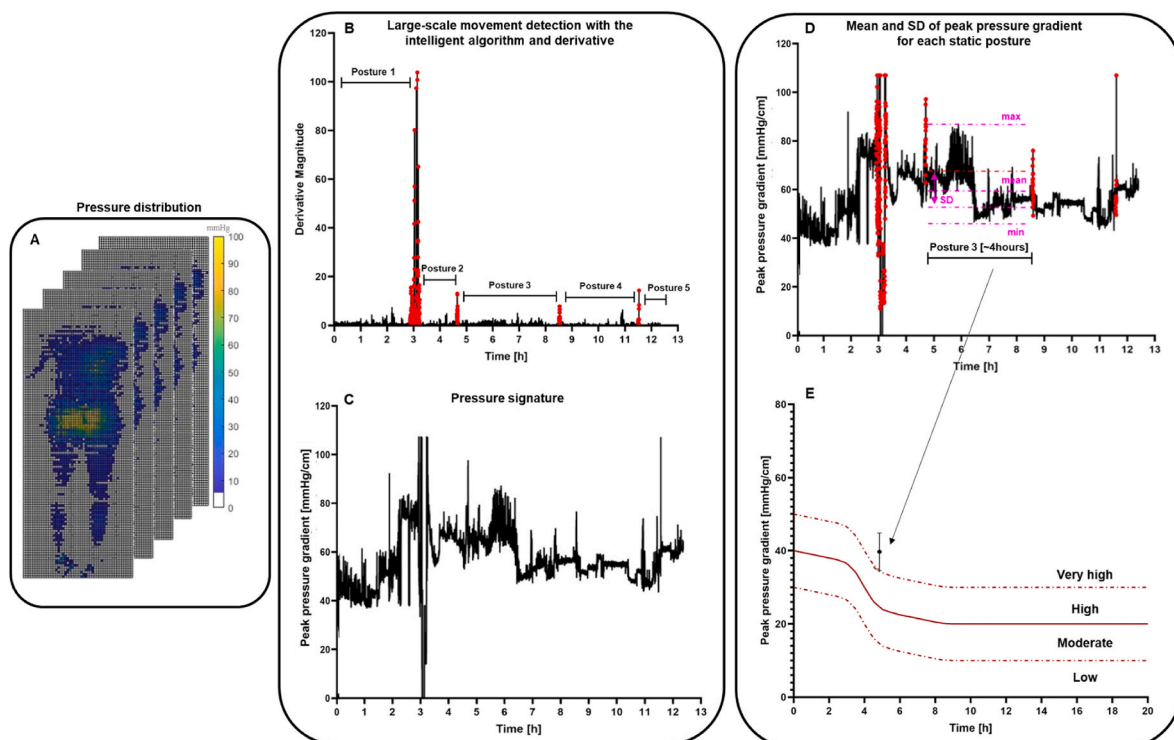 Pressure distribution
A
mmHg
100
90
80
70
60
50
40
30
20
10
0
B
Large-scale movement detection with the
intelligent algorithm and derivative
Derivative Magnitude
120
100
80
60
40
20
0
Posture 1
Posture 2
Posture 3
Posture 4
Posture 5
0 1 2 3 4 5 6 7 8 9 10 11 12 13
Time [h]
C
Pressure signature
Peak pressure gradient [mmHg/cm]
120
100
80
60
40
20
0
0 1 2 3 4 5 6 7 8 9 10 11 12 13
Time [h]
D
Mean and SD of peak pressure gradient
for each static posture
Peak pressure gradient [mmHg/cm]
120
100
80
60
40
20
0
max
mean
SD
min
Posture 3 [~4hours]
0 1 2 3 4 5 6 7 8 9 10 11 12 13
Time [h]
E
Peak pressure gradient [mmHg/cm]
80
60
40
20
0
Very high
High
Moderate
Low
0 2 4 6 8 10 12 14 16 18 20
Time [h]